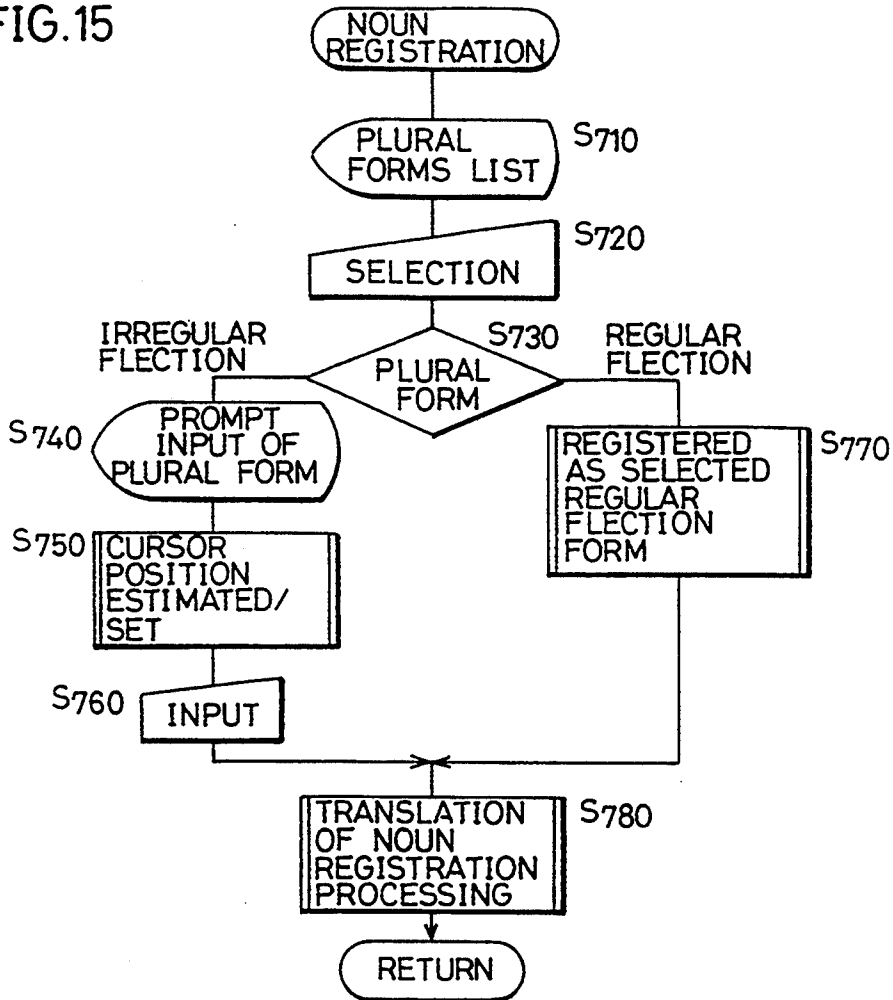 FIG.15
NOUN
REGISTRATION
PLURAL
FORMS LIST
S710
SELECTION
S720
IRREGULAR
FLECTION
S730
REGULAR
FLECTION
PLURAL
FORM
S740
PROMPT
INPUT OF
PLURAL FORM
REGISTERED
AS SELECTED
REGULAR
FLECTION
FORM
S770
S750
CURSOR
POSITION
ESTIMATED/
SET
S760
INPUT
TRANSLATION
OF NOUN
REGISTRATION
PROCESSING
S780
RETURN